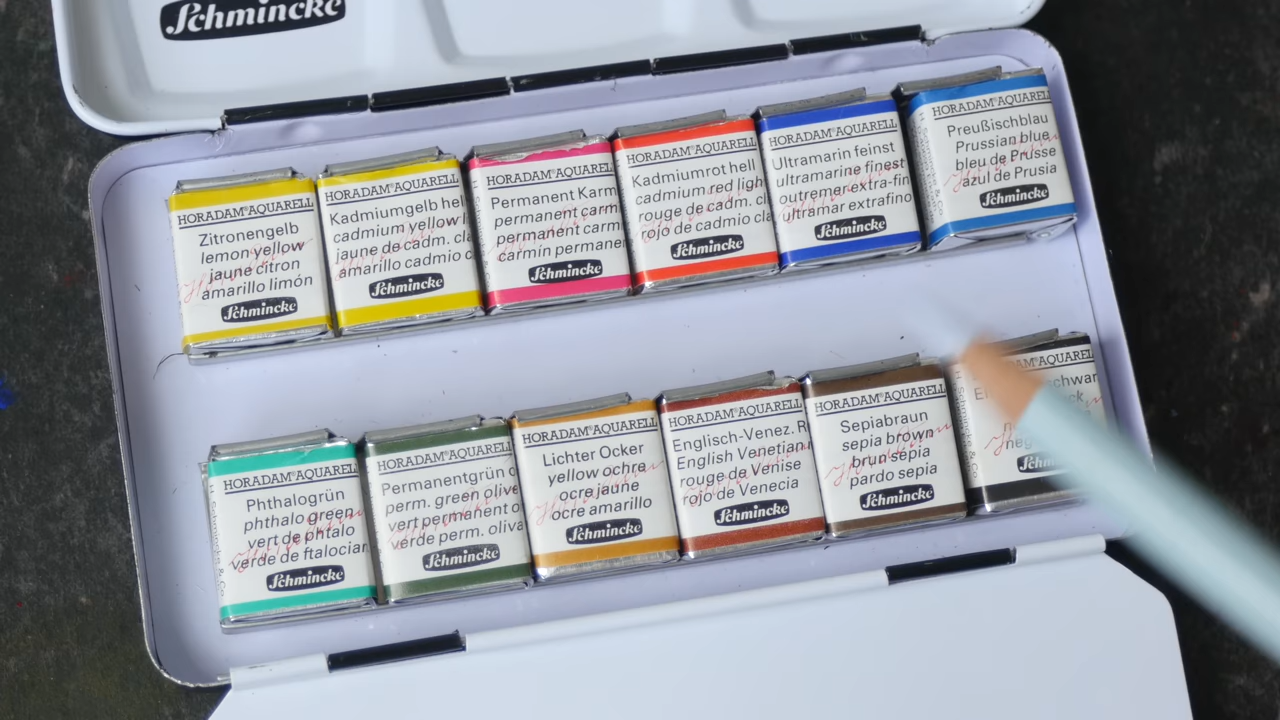 Schmincke
HORADAM® AQUARELL
Zitronengelb
lemon yellow
jaune citron
amarillo limón
Schmincke
HORADAM® AQUARELL
Kadmiumgelb hel
cadmium yellow l
jaune de cadm. cla
amarillo cadmio c
Schmincke
HORADAM® AQUARELL
Permanent Karm
permanent carm
permanent carm
carmin permane
Schmincke
HORADAM® AQUARELL
Kadmiumrot hell
cadmium red ligh
rouge de cadm. cl
rojo de cadmio cla
Schmincke
HORADAM® AQUARELL
Ultramarin feinst
ultramarine finest
outremer extra-fin
ultramar extrafino
Schmincke
HORADAM® AQUARELL
Preußischblau
Prussian blue
bleu de Prusse
azul de Prusia
Schmincke
HORADAM® AQUARELL
Phthalogrün
phthalo green
vert de phtalo
verde de ftalocian
Schmincke
HORADAM® AQUARELL
Permanentgrün o
perm. green olive
vert permanent o
verde perm. oliva
Schmincke
HORADAM® AQUARELL
Lichter Ocker
yellow ochre
ocre jaune
ocre amarillo
Schmincke
HORADAM® AQUARELL
Englisch-Venez. R
English Venetian
rouge de Venise
rojo de Venecia
Schmincke
HORADAM® AQUARELL
Sepiabraun
sepia brown
brun sépia
pardo sepia
Schmincke
HORADAM® AQUARELL
schwar